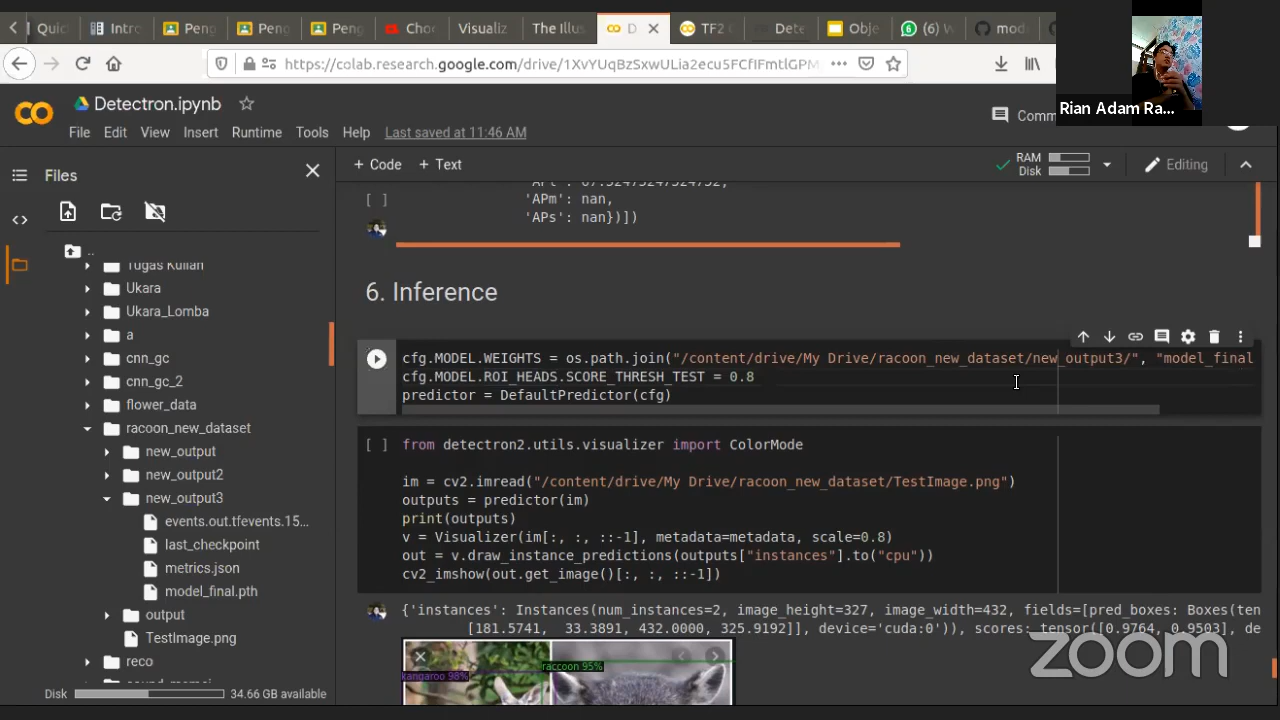 Quic
Intro
Peng
Peng
Peng
Choc
Visualiz
The Illus
D
TF2
Dete
Obje
(6) W
mod
https://colab.research.google.com/drive/1XvYUqBzSxwULia2ecu5FCfIFmtlGPM
Rian Adam Ra...
Detectron.ipynb
Comm
File Edit View Insert Runtime Tools Help Last saved at 11:46 AM
Files
+ Code + Text
RAM
Disk
Editing
..
Tugas Kuliah
Ukara
Ukara_Lomba
a
cnn_gc
cnn_gc_2
flower_data
racoon_new_dataset
new_output
new_output2
new_output3
events.out.tfevents.15...
last_checkpoint
metrics.json
model_final.pth
output
TestImage.png
reco
Disk 34.66 GB available
[ ] 'APm': nan,
'APs': nan})])
6. Inference
cfg.MODEL.WEIGHTS = os.path.join("/content/drive/My Drive/racoon_new_dataset/new_output3/", "model_final
cfg.MODEL.ROI_HEADS.SCORE_THRESH_TEST = 0.8
predictor = DefaultPredictor(cfg)
[ ] from detectron2.utils.visualizer import ColorMode
im = cv2.imread("/content/drive/My Drive/racoon_new_dataset/TestImage.png")
outputs = predictor(im)
print(outputs)
v = Visualizer(im[:, :, ::-1], metadata=metadata, scale=0.8)
out = v.draw_instance_predictions(outputs["instances"].to("cpu"))
cv2_imshow(out.get_image()[:, :, ::-1])
{'instances': Instances(num_instances=2, image_height=327, image_width=432, fields=[pred_boxes: Boxes(ten
[181.5741, 33.3891, 432.0000, 325.9192]], device='cuda:0')), scores: tensor([0.9764, 0.9503], de
raccoon 95%
kangaroo 98%
zoom